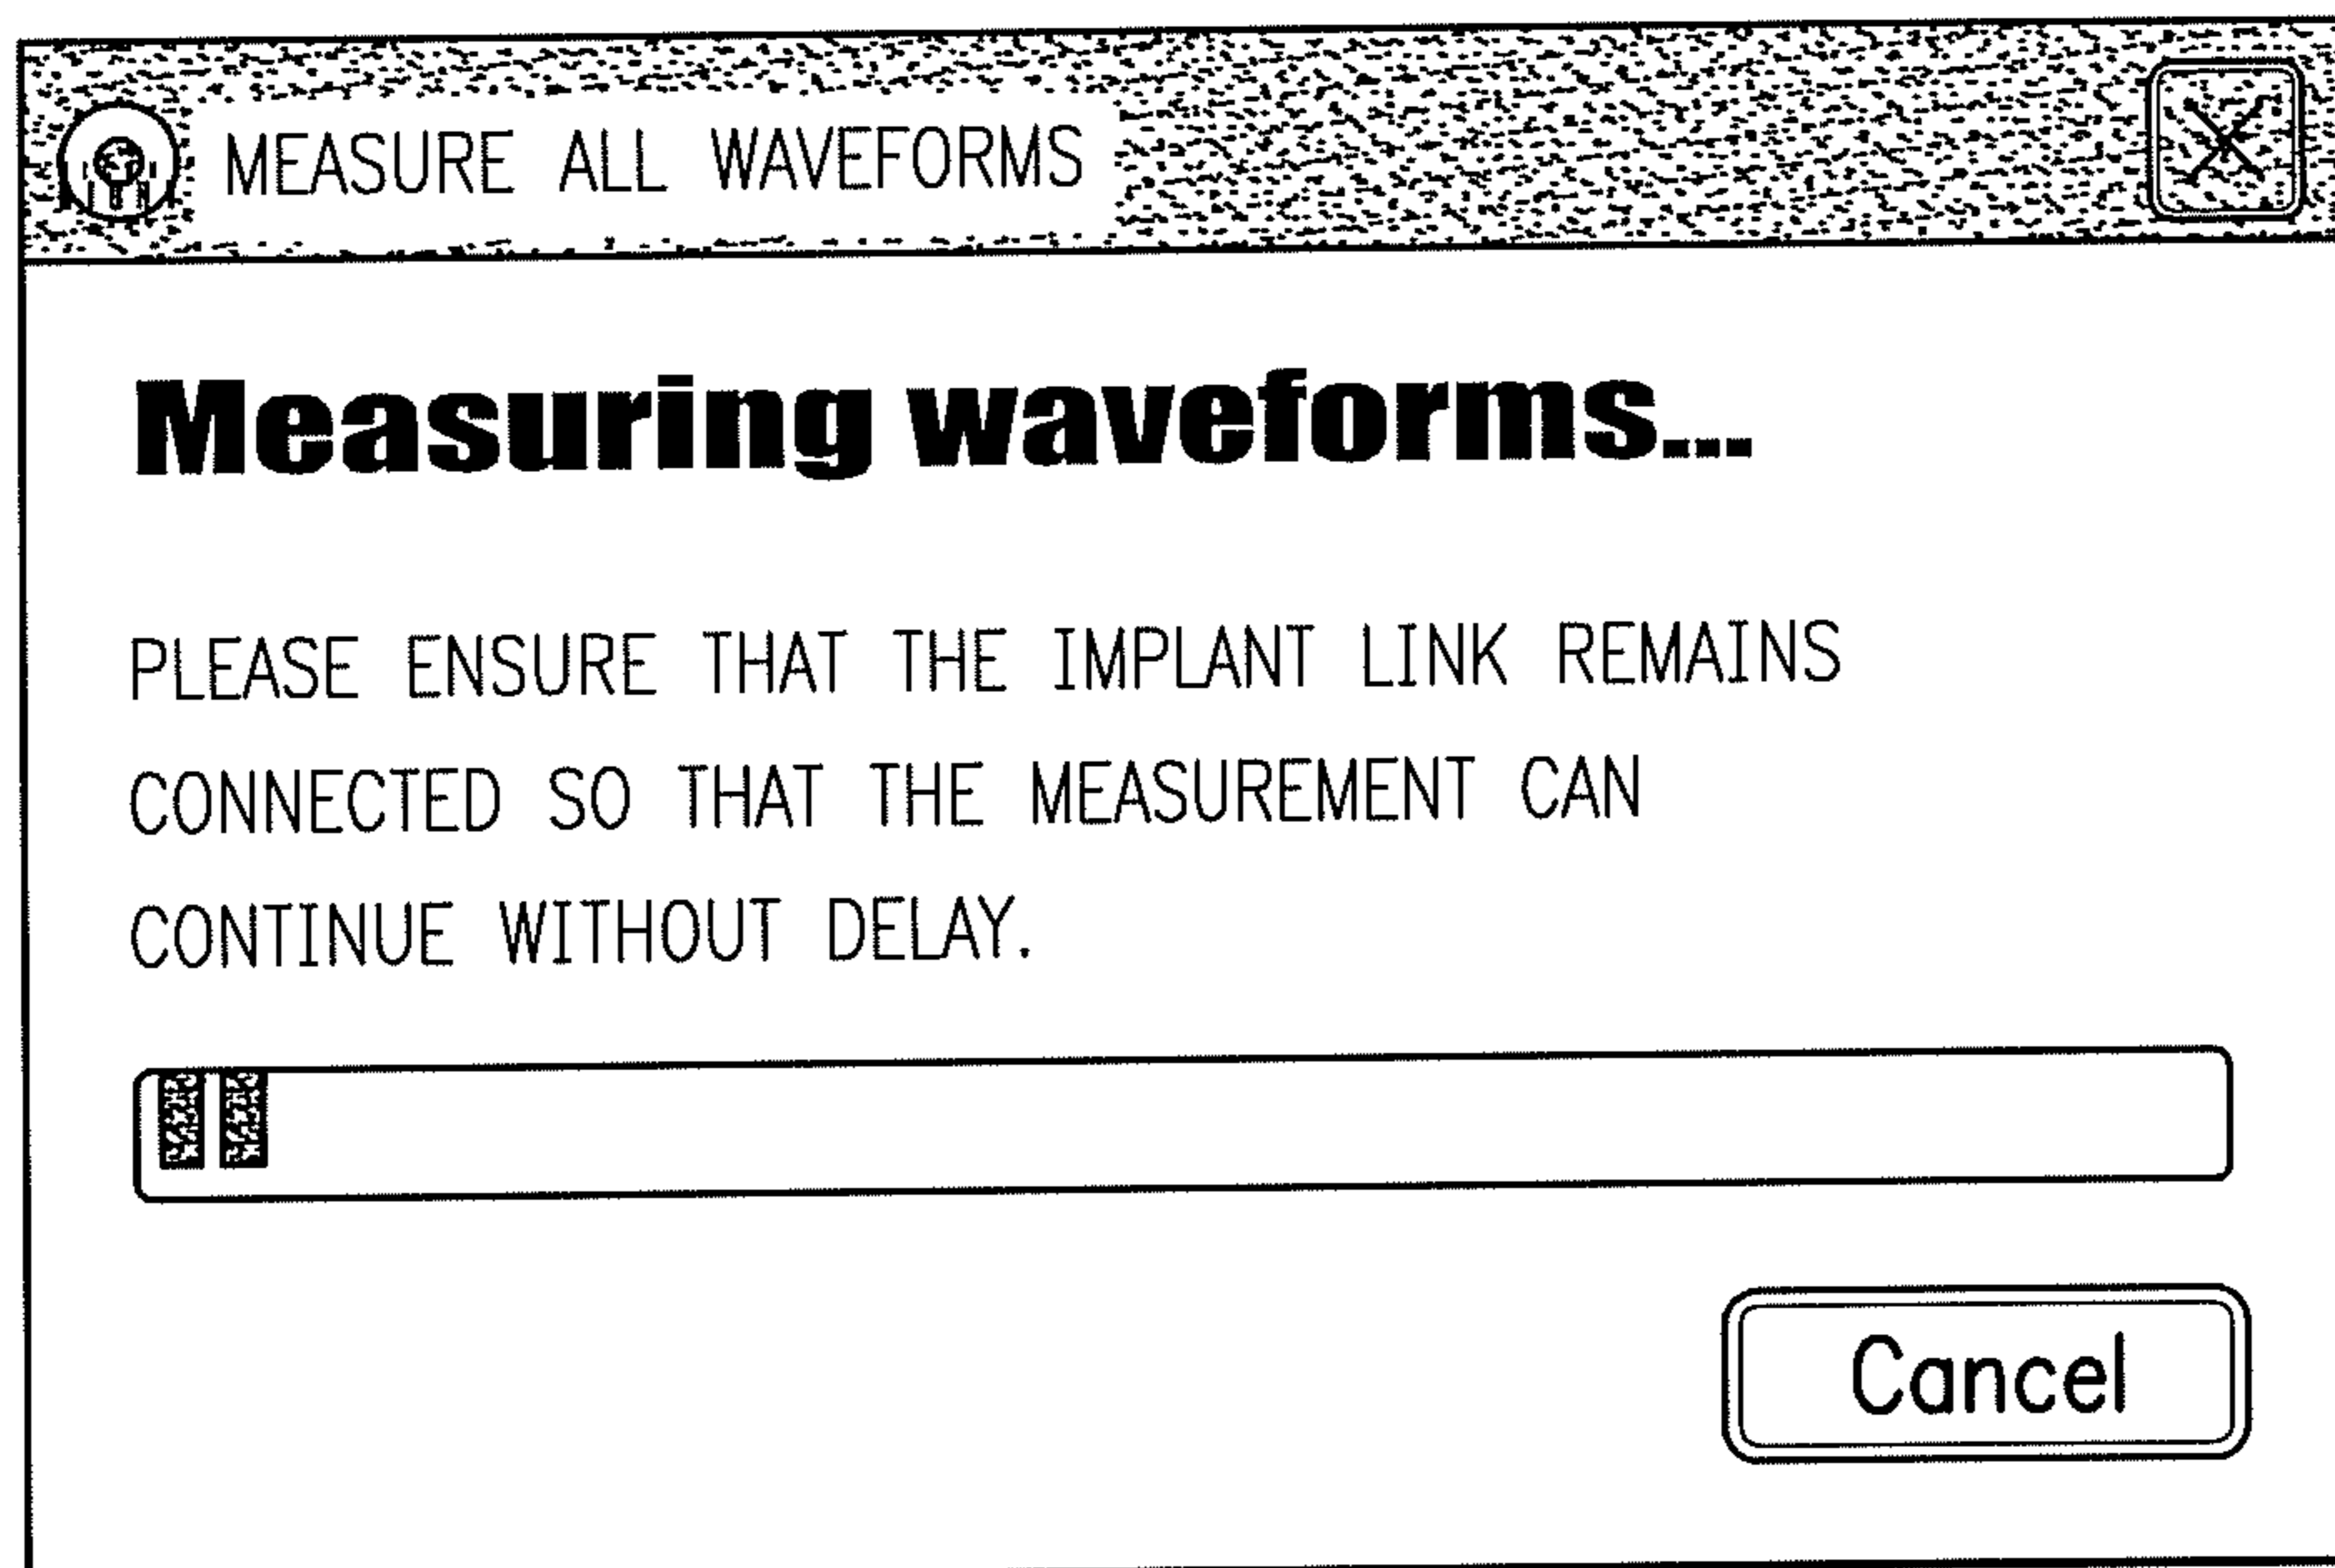 MEASURE ALL WAVEFORMS
Measuring waveforms...
PLEASE ENSURE THAT THE IMPLANT LINK REMAINS
CONNECTED SO THAT THE MEASUREMENT CAN
CONTINUE WITHOUT DELAY.
Cancel